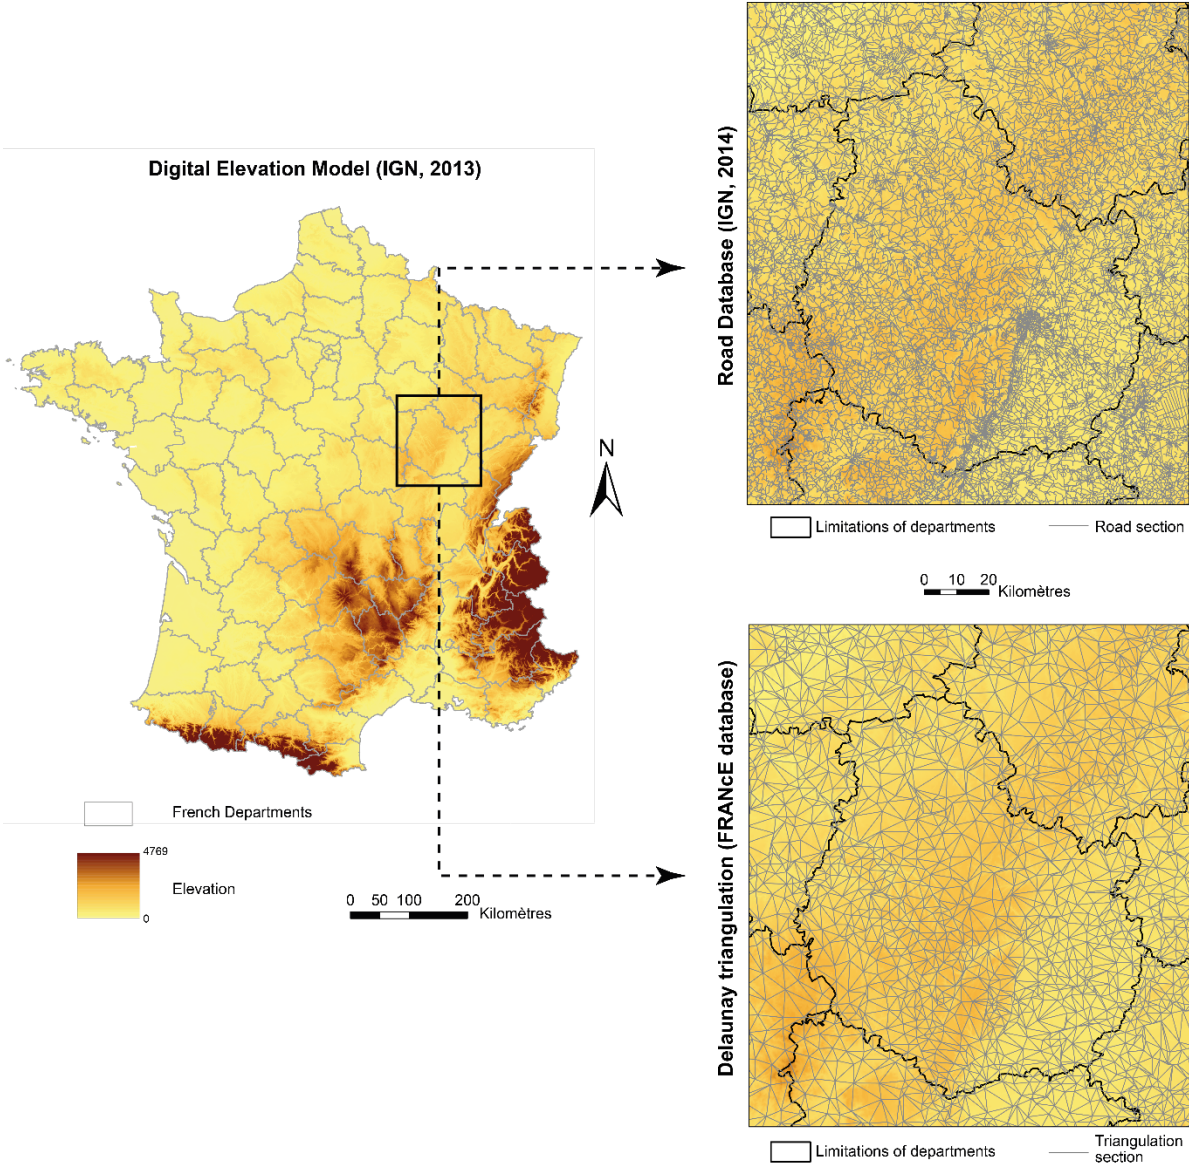 Digital Elevation Model (IGN, 2013)
N
French Departments
4769
Elevation
0
0 50 100 200
Kilomètres
Road Database (IGN, 2014)
Limitations of departments
Road section
0 10 20
Kilomètres
Delaunay triangulation (FRANcE database)
Limitations of departments
Triangulation
section